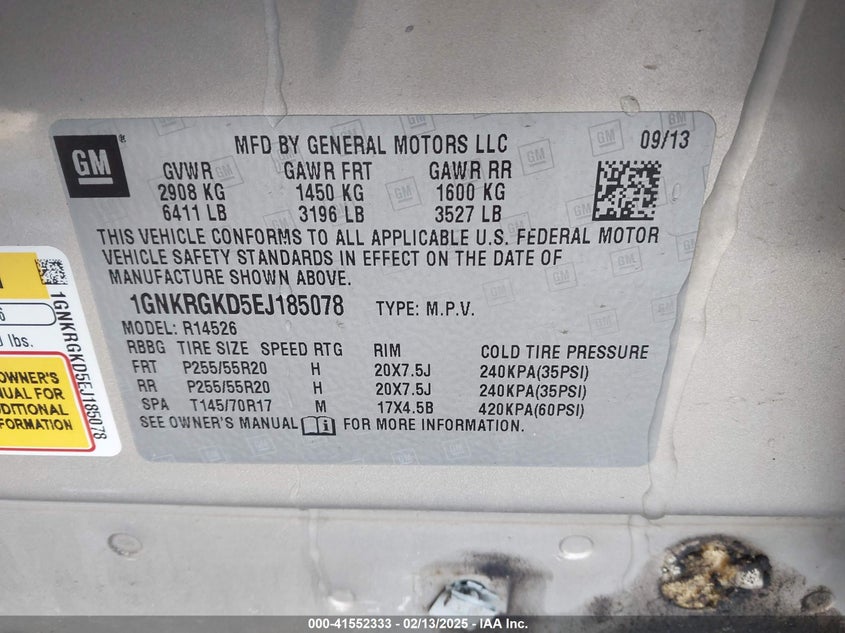 MFD BY GENERAL MOTORS LLC 09/13
GM
GVWR GAWR FRT GAWR RR
2908 KG 1450 KG 1600 KG
6411 LB 3196 LB 3527 LB
THIS VEHICLE CONFORMS TO ALL APPLICABLE U.S. FEDERAL MOTOR
VEHICLE SAFETY STANDARDS IN EFFECT ON THE DATE OF
MANUFACTURE SHOWN ABOVE.
1GNKRGKD5EJ185078 TYPE: M.P.V.
MODEL: R14526
RBBG TIRE SIZE SPEED RTG RIM COLD TIRE PRESSURE
FRT P255/55R20 H 20X7.5J 240KPA(35PSI)
RR P255/55R20 H 20X7.5J 240KPA(35PSI)
SPA T145/70R17 M 17X4.5B 420KPA(60PSI)
SEE OWNER'S MANUAL FOR MORE INFORMATION.
lbs.
OWNER'S
UAL FOR
DITIONAL
ORMATION
1GNKRGKD5EJ185078
000-41552333 - 02/13/2025 - IAA Inc.